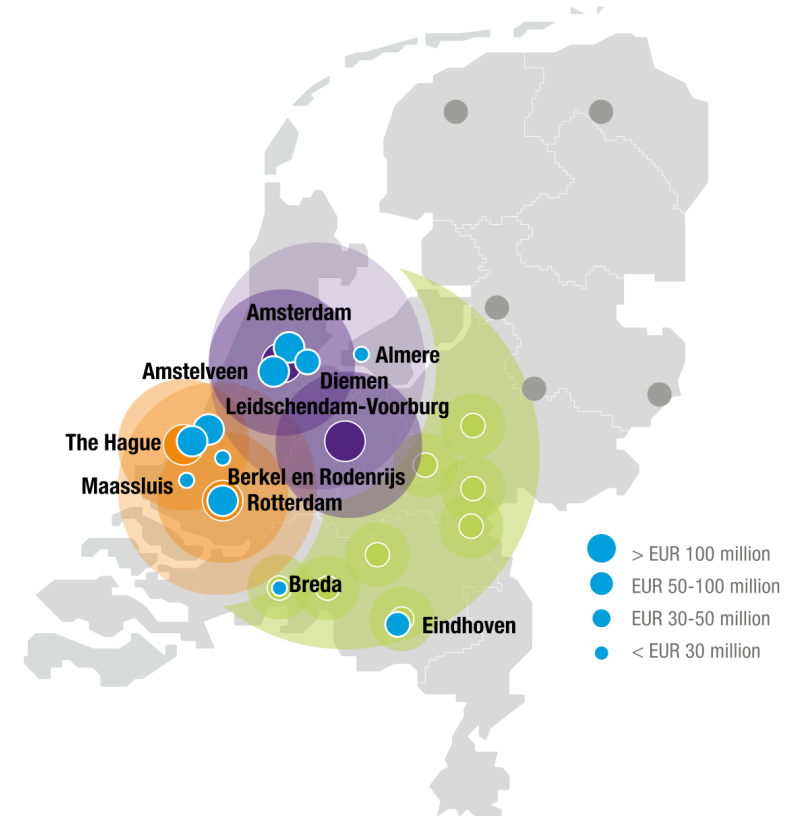 Amsterdam
Almere
Amstelveen
Diemen
Leidschendam-Voorburg
The Hague
Berkel en Rodenrijs
Maassluis
Rotterdam
Breda
Eindhoven
> EUR 100 million
EUR 50-100 million
EUR 30-50 million
< EUR 30 million